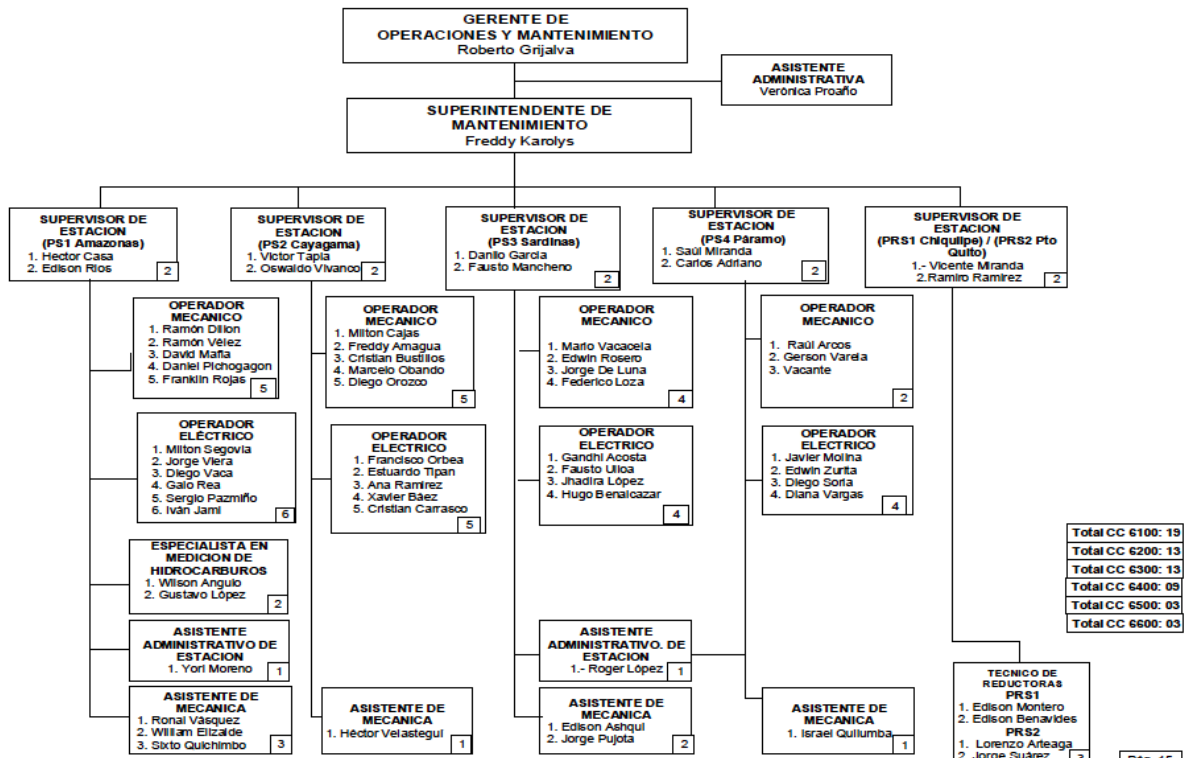 GERENTE DE
OPERACIONES Y MANTENIMIENTO
Roberto Grijalva
ASISTENTE
ADMINISTRATIVA
Verónica Proaño
SUPERINTENDENTE DE
MANTENIMIENTO
Freddy Karolys
SUPERVISOR DE
ESTACION
(PS1 Amazonas)
1. Hector Casa
2. Edison Rios
2
SUPERVISOR DE
ESTACION
(PS2 Cayagama)
1. Victor Tapia
2. Oswaldo Vivanco
2
SUPERVISOR DE
ESTACION
(PS3 Sardinas)
1. Danilo Garcia
2. Fausto Mancheno
2
SUPERVISOR DE
ESTACION
(PS4 Páramo)
1. Saúl Miranda
2. Carlos Adriano
2
SUPERVISOR DE
ESTACION
(PRS1 Chiquilpe) / (PRS2 Pto
Quito)
1.- Vicente Miranda
2.Ramiro Ramirez
2
OPERADOR
MECANICO
1. Ramón Dillon
2. Ramón Vélez
3. David Mafla
4. Daniel Pichogagon
5. Franklin Rojas
5
OPERADOR
MECANICO
1. Milton Cajas
2. Freddy Amagua
3. Cristian Bustillos
4. Marcelo Obando
5. Diego Orozco
5
OPERADOR
MECANICO
1. Mario Vacacela
2. Edwin Rosero
3. Jorge De Luna
4. Federico Loza
4
OPERADOR
MECANICO
1. Raúl Arcos
2. Gerson Varela
3. Vacante
2
OPERADOR
ELÉCTRICO
1. Milton Segovia
2. Jorge Viera
3. Diego Vaca
4. Galo Rea
5. Sergio Pazmiño
6. Iván Jami
6
OPERADOR
ELECTRICO
1. Francisco Orbea
2. Estuardo Tipan
3. Ana Ramirez
4. Xavier Báez
5. Cristian Carrasco
5
OPERADOR
ELECTRICO
1. Gandhi Acosta
2. Fausto Ulloa
3. Jhadira López
4. Hugo Benalcazar
4
OPERADOR
ELECTRICO
1. Javier Molina
2. Edwin Zurita
3. Diego Soria
4. Diana Vargas
4
ESPECIALISTA EN
MEDICION DE
HIDROCARBUROS
1. Wilson Angulo
2. Gustavo López
2
Total CC 6100: 19
Total CC 6200: 13
Total CC 6300: 13
Total CC 6400: 09
Total CC 6500: 03
Total CC 6600: 03
ASISTENTE
ADMINISTRATIVO DE
ESTACION
1. Yori Moreno
1
ASISTENTE
ADMINISTRATIVO. DE
ESTACION
1.- Roger López
1
ASISTENTE DE
MECANICA
1. Ronal Vásquez
2. William Elizalde
3. Sixto Quichimbo
3
ASISTENTE DE
MECANICA
1. Héctor Velastegui
1
ASISTENTE DE
MECANICA
1. Edison Ashqui
2. Jorge Pujota
2
ASISTENTE DE
MECANICA
1. Israel Quilumba
1
TECNICO DE
REDUCTORAS
PRS1
1. Edison Montero
2. Edison Benavides
PRS2
1. Lorenzo Arteaga
2. Jorge Suárez
3